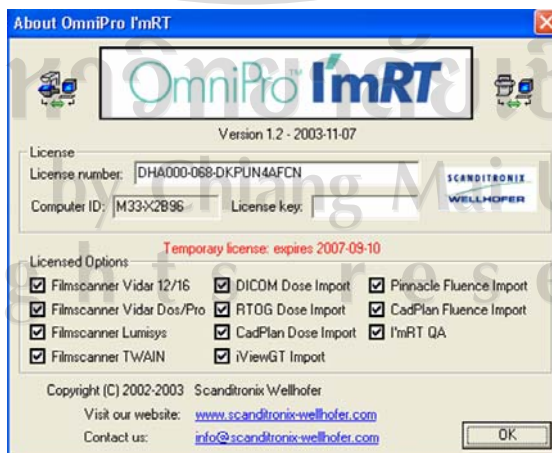 About OmniPro I'mRT
OmniPro™ I'mRT
Version 1.2 - 2003-11-07
License
License number: DHA000-068-DKPUN4AFCN
SCANDITRONIX
WELLHOFER
Computer ID: M33-X2B96 License key:
by Chiang Mai
Temporary license: expires 2007-09-10
Licensed Options
Filmscanner Vidar 12/16 DICOM Dose Import Pinnacle Fluence Import
Filmscanner Vidar Dos/Pro RTOG Dose Import CadPlan Fluence Import
Filmscanner Lumisys CadPlan Dose Import I'mRT QA
Filmscanner TWAIN iViewGT Import
Copyright (C) 2002-2003 Scanditronix Wellhofer
Visit our website: www.scanditronix-wellhofer.com
Contact us: info@scanditronix-wellhofer.com
OK